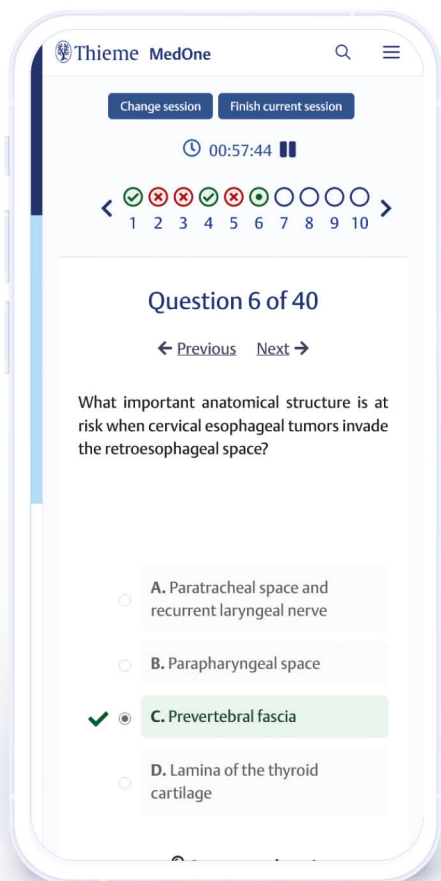 Thieme MedOne
Change session Finish current session
00:57:44
1 2 3 4 5 6 7 8 9 10
Question 6 of 40
← Previous Next →
What important anatomical structure is at
risk when cervical esophageal tumors invade
the retroesophageal space?
A. Paratracheal space and
recurrent laryngeal nerve
B. Parapharyngeal space
C. Prevertebral fascia
D. Lamina of the thyroid
cartilage